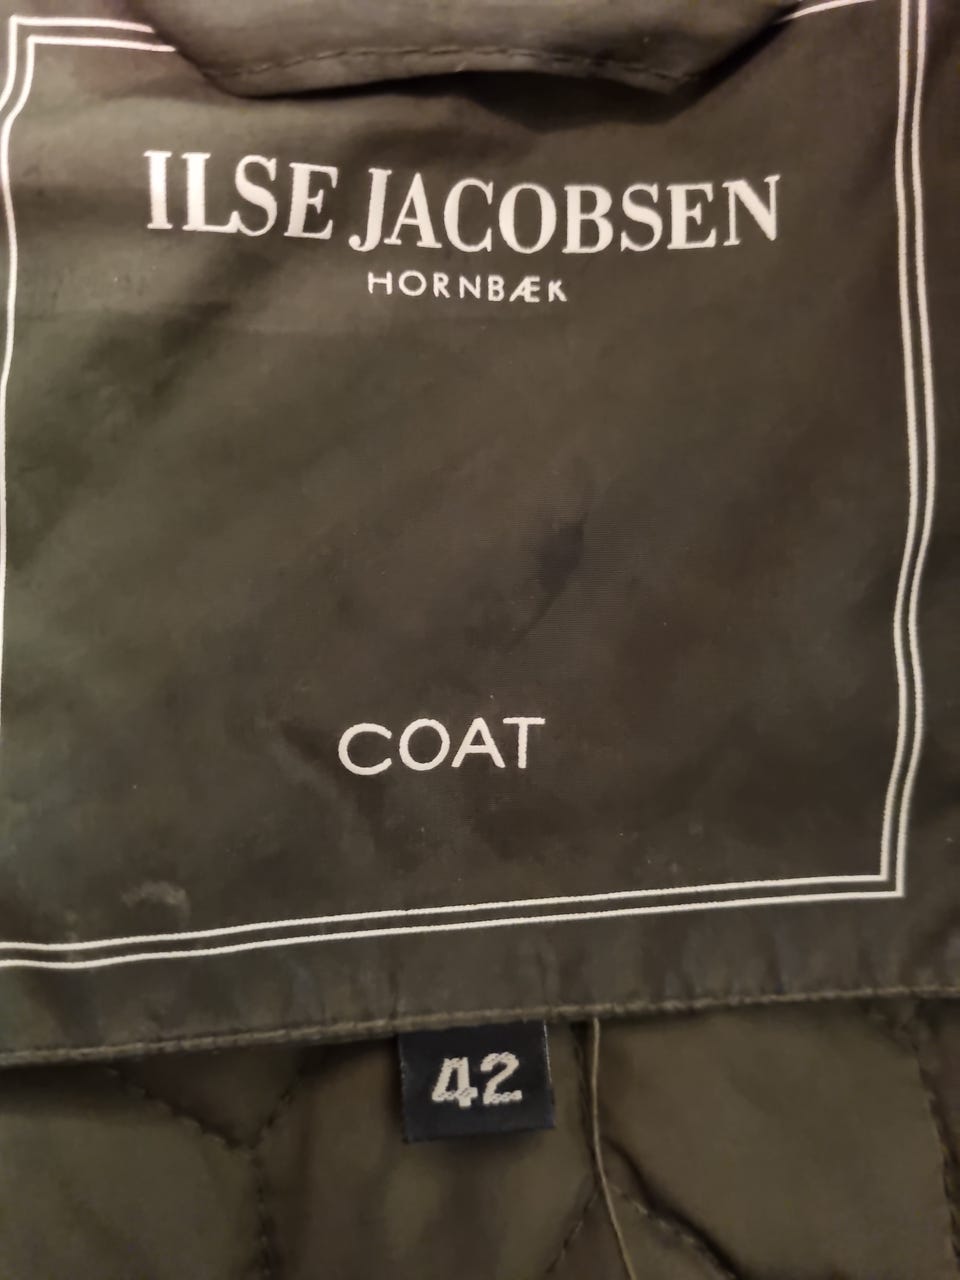 ILSE JACOBSEN
HORNBÆK
COAT
42